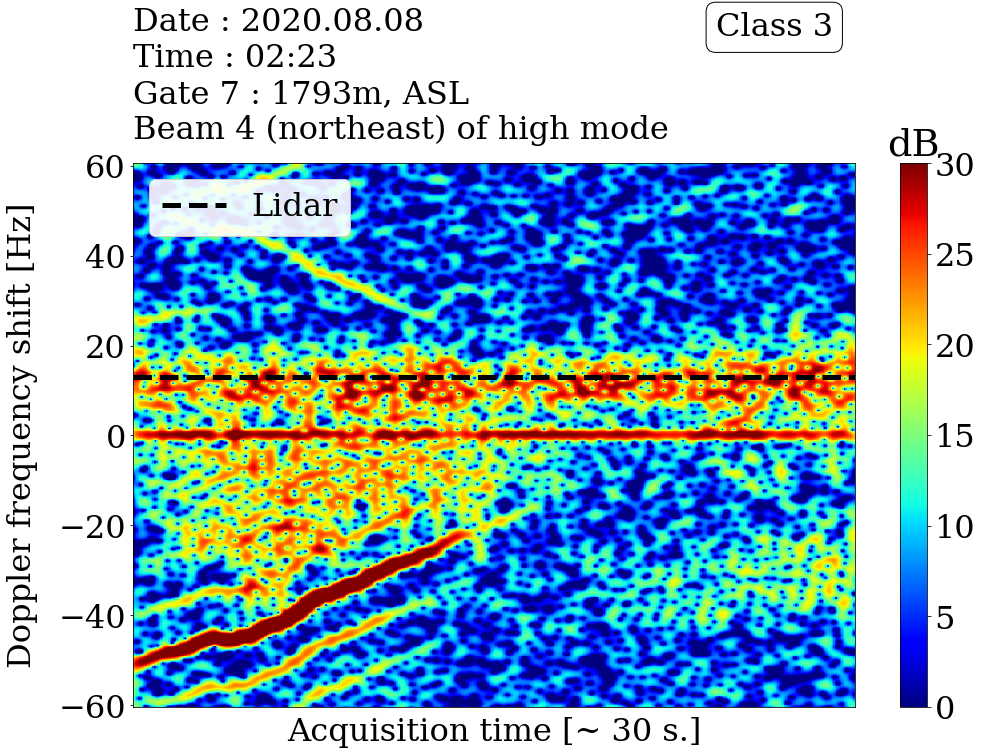 Date : 2020.08.08
Time : 02:23
Gate 7 : 1793m, ASL
Beam 4 (northeast) of high mode
Class 3
dB
Lidar
Doppler frequency shift [Hz]
60
40
20
0
−20
−40
−60
30
25
20
15
10
5
0
Acquisition time [~ 30 s.]